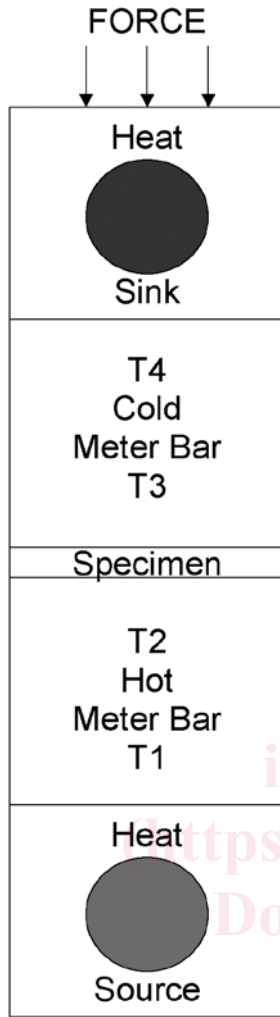 FORCE
Heat
Sink
T4
Cold
Meter Bar
T3
Specimen
T2
Hot
Meter Bar
T1
Heat
Source